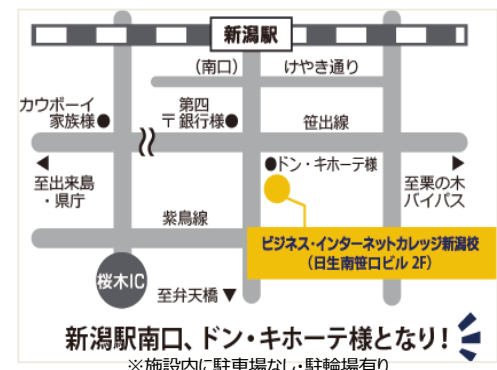 新潟駅
(南口)
けやき通り
カウボーイ
家族様●
第四
〒銀行様●
笹出線
●ドン・キホーテ様
◀
至出来島
・県庁
▶
至栗の木
バイパス
紫鳥線
ビジネス・インターネットカレッジ新潟校
(日生南笹口ビル 2F)
桜木IC
至弁天橋▼
新潟駅南口、ドン・キホーテ様となり!
※施設内に駐車場なし・駐輪場有り